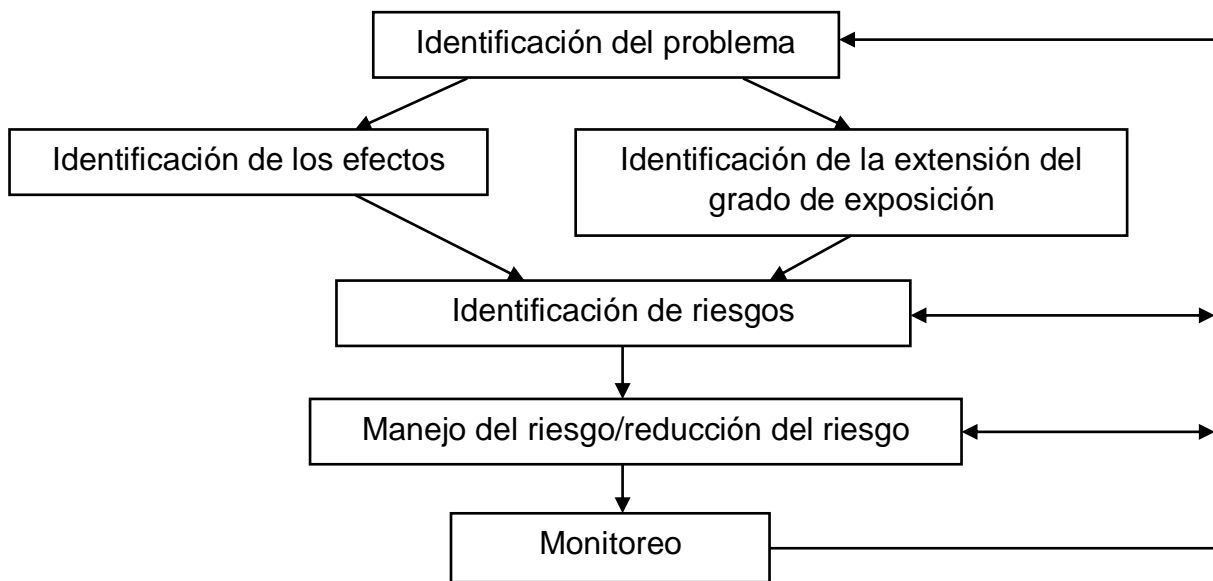 Identificación del problema
Identificación de los efectos
Identificación de la extensión del
grado de exposición
Identificación de riesgos
Manejo del riesgo/reducción del riesgo
Monitoreo